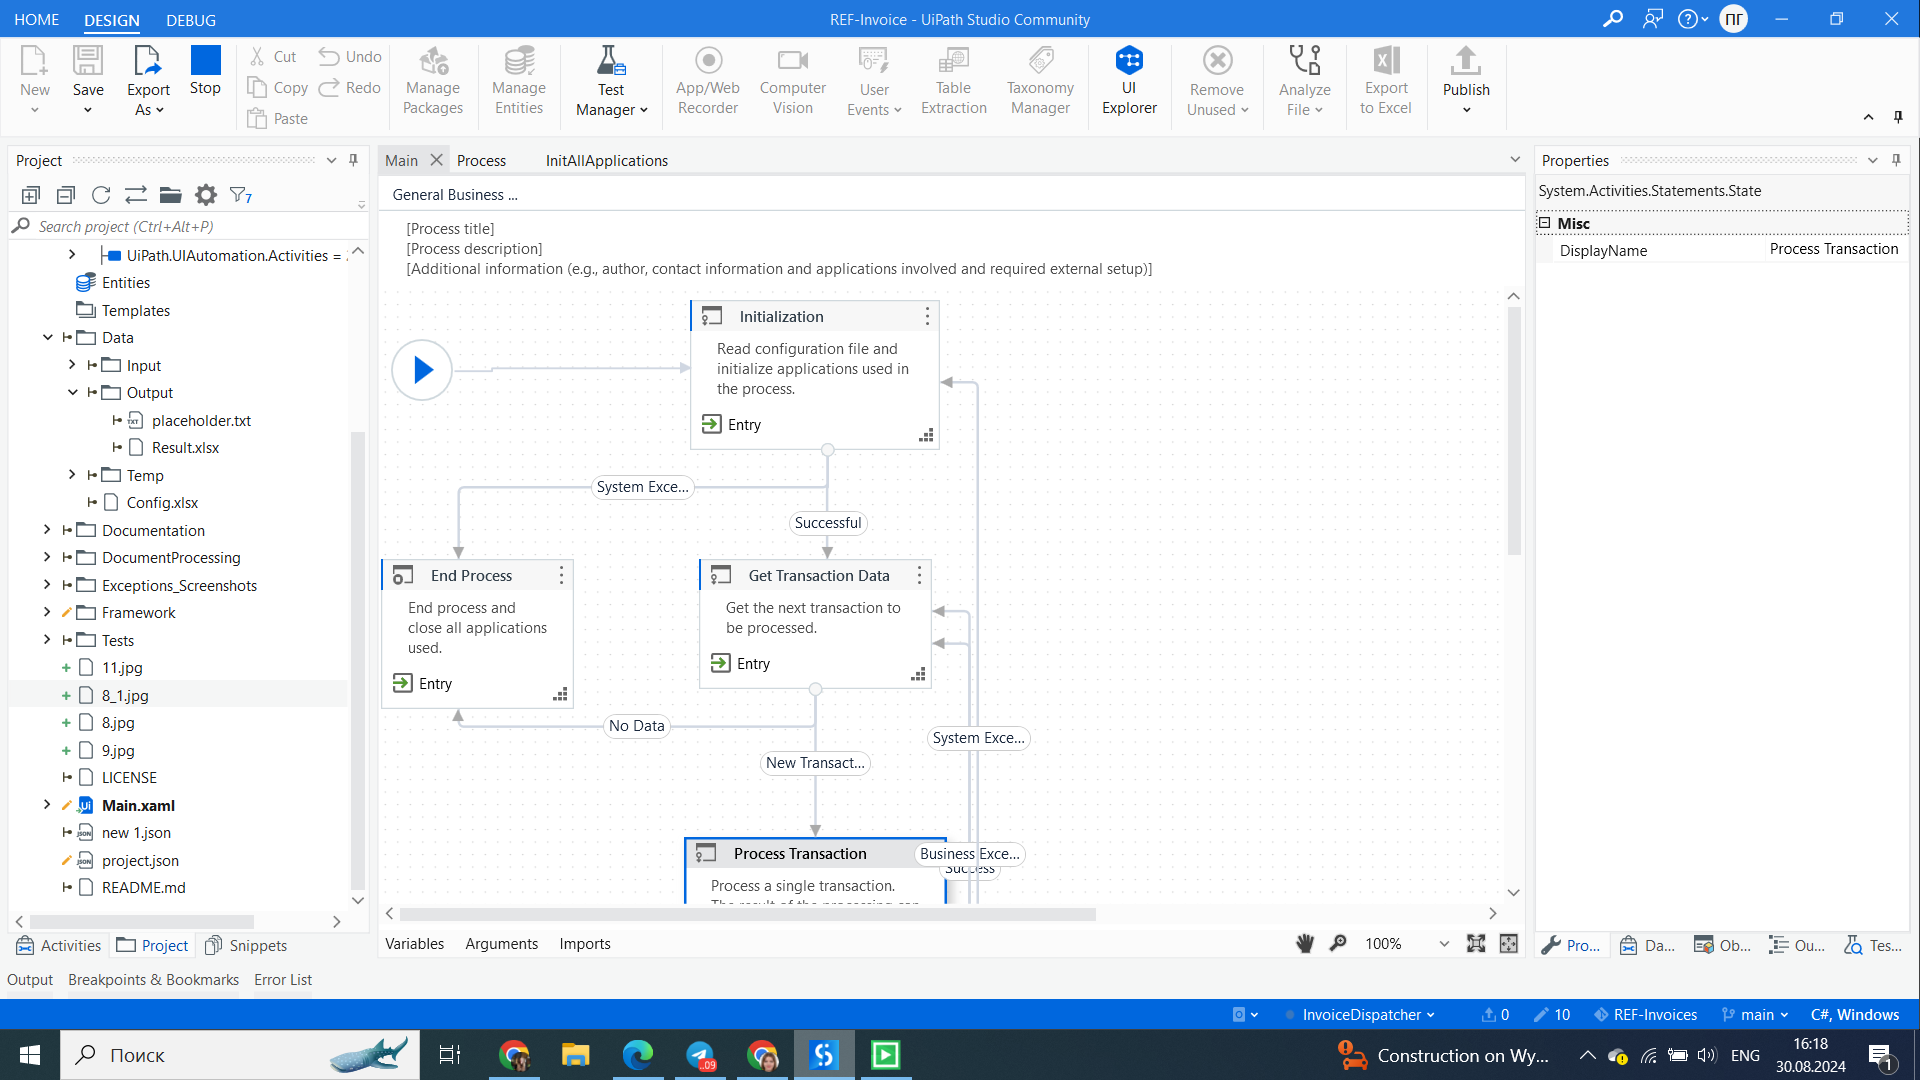 HOME DESIGN DEBUG
REF-Invoice - UiPath Studio Community
ПГ
New
Save
Export As
Stop
Cut
Copy
Paste
Undo
Redo
Manage Packages
Manage Entities
Test Manager
App/Web Recorder
Computer Vision
User Events
Table Extraction
Taxonomy Manager
UI Explorer
Remove Unused
Analyze File
Export to Excel
Publish
Project
7
Search project (Ctrl+Alt+P)
UiPath.UIAutomation.Activities =
Entities
Templates
Data
Input
Output
placeholder.txt
Result.xlsx
Temp
Config.xlsx
Documentation
DocumentProcessing
Exceptions_Screenshots
Framework
Tests
11.jpg
8_1.jpg
8.jpg
9.jpg
LICENSE
Main.xaml
new 1.json
project.json
README.md
Activities Project Snippets
Main Process InitAllApplications
General Business ...
[Process title]
[Process description]
[Additional information (e.g., author, contact information and applications involved and required external setup)]
Initialization
Read configuration file and
initialize applications used in
the process.
Entry
System Exce...
Successful
End Process
End process and
close all applications
used.
Entry
Get Transaction Data
Get the next transaction to
be processed.
Entry
No Data
System Exce...
New Transact...
Process Transaction
Business Exce...
Success
Process a single transaction.
The result of the processing can
Variables Arguments Imports
100%
Properties
System.Activities.Statements.State
Misc
DisplayName Process Transaction
Pro... Da... Ob... Ou... Tes...
Output Breakpoints & Bookmarks Error List
InvoiceDispatcher 0 10 REF-Invoices main C#, Windows
Поиск
..09
Construction on Wy...
ENG
16:18
30.08.2024
1